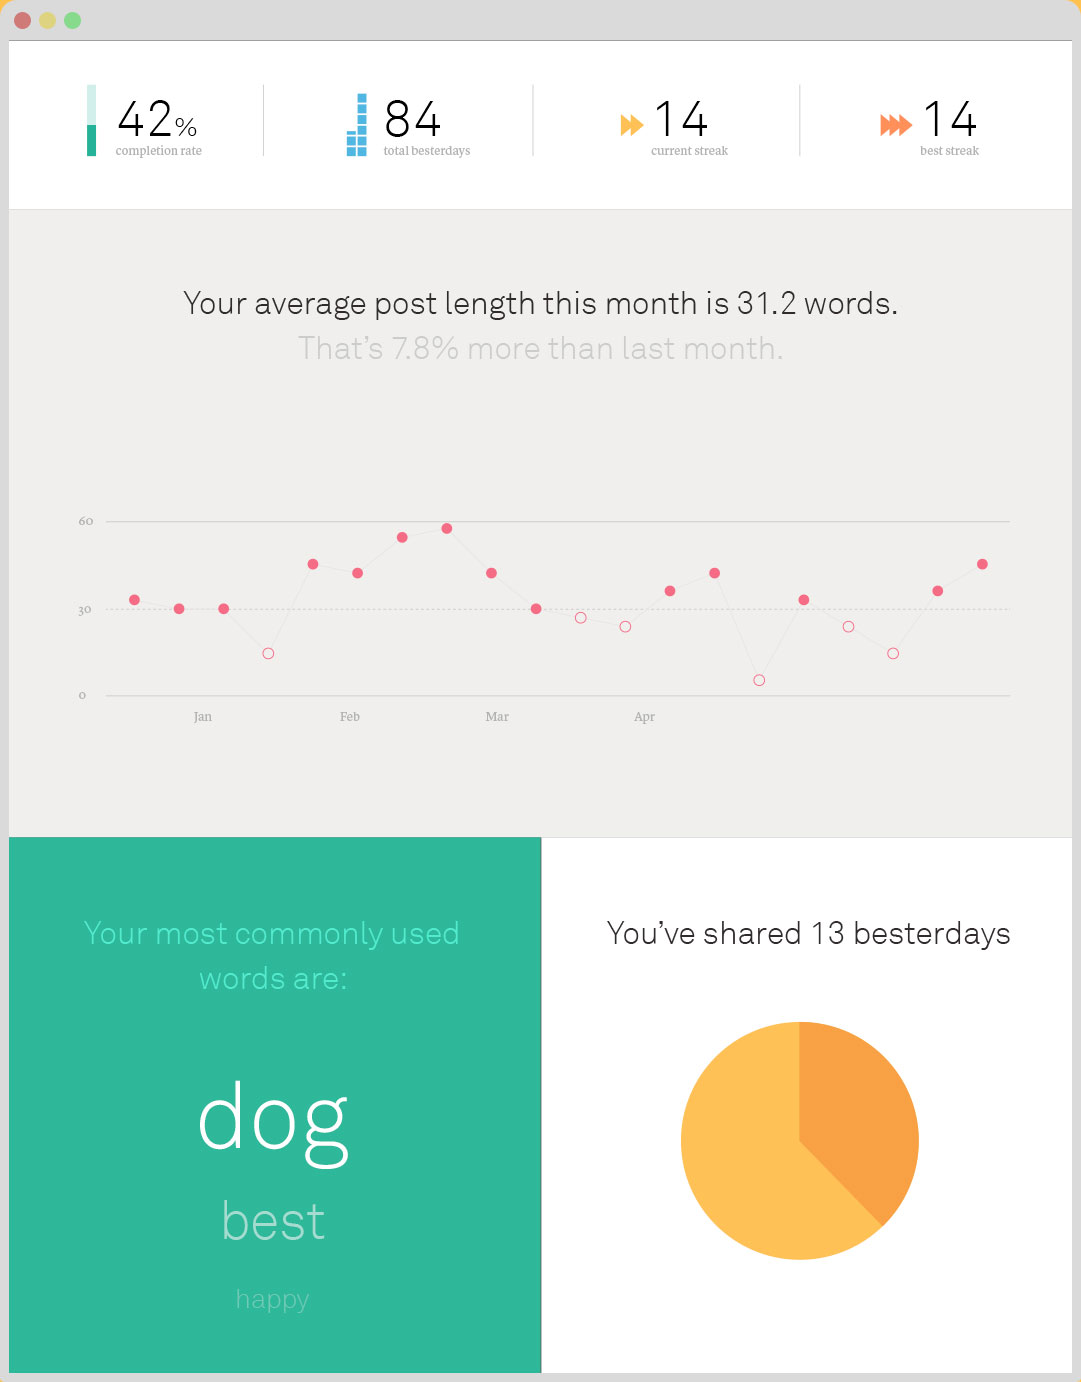 42%
completion rate
84
total besterdays
14
current streak
14
best streak
Your average post length this month is 31.2 words.
That’s 7.8% more than last month.
60
30
0
Jan Feb Mar Apr
Your most commonly used
words are:
dog
best
happy
You’ve shared 13 besterdays